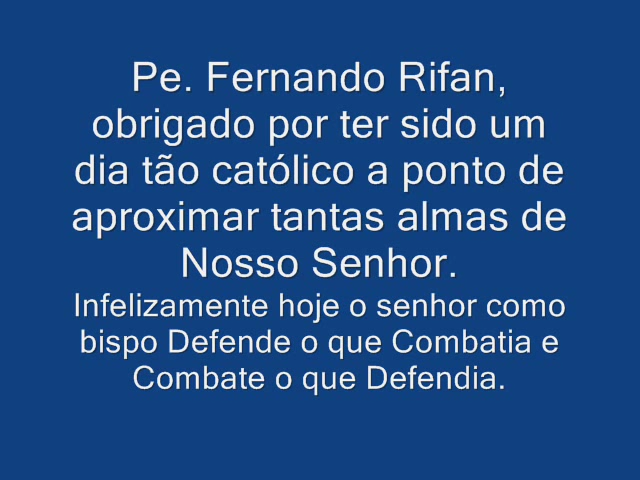 Pe. Fernando Rifan,
obrigado por ter sido um
dia tão católico a ponto de
aproximar tantas almas de
Nosso Senhor.
Infelizamente hoje o senhor como
bispo Defende o que Combatia e
Combate o que Defendia.